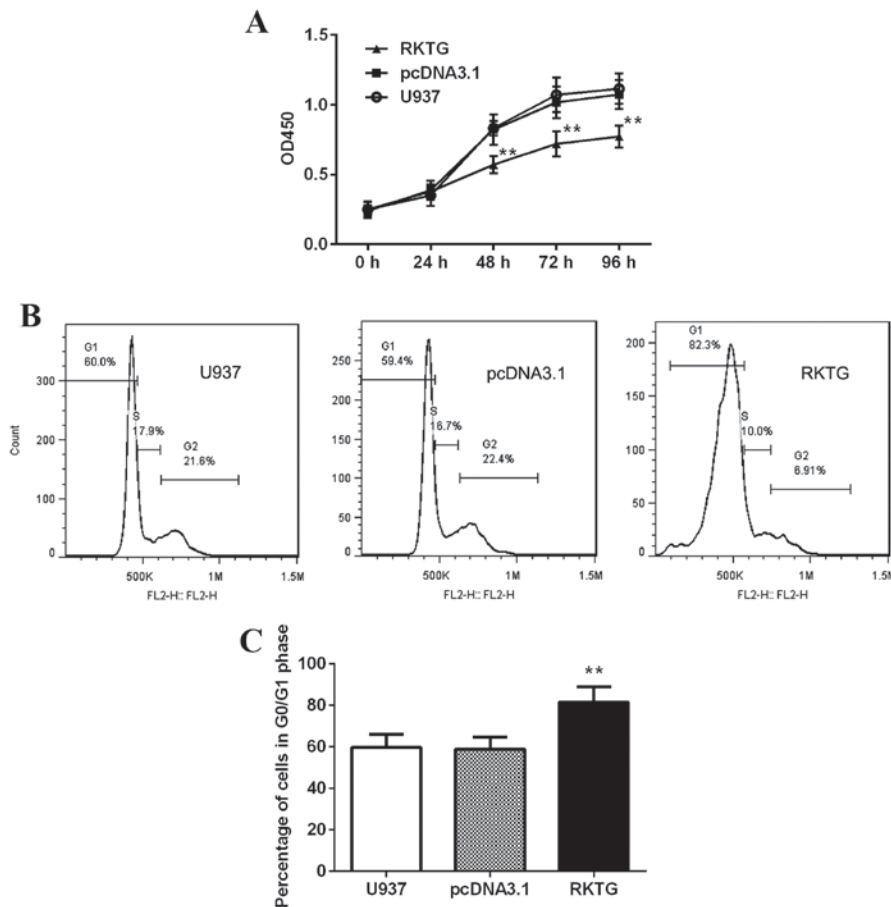 A
RKTG
pcDNA3.1
U937
OD450
1.5
1.0
0.5
0.0
**
**
**
0 h 24 h 48 h 72 h 96 h
B
Count
300
200
100
0
G1
60.0%
U937
S
17.9%
G2
21.6%
500K 1M 1.5M
FL2-H:: FL2-H
250
200
150
100
50
0
G1
59.4%
pcDNA3.1
S
16.7%
G2
22.4%
500K 1M 1.5M
FL2-H:: FL2-H
200
150
100
50
0
G1
82.3%
RKTG
S
10.0%
G2
6.91%
500K 1M 1.5M
FL2-H:: FL2-H
C
Percentage of cells in G0/G1 phase
100
80
60
40
20
0
**
U937 pcDNA3.1 RKTG